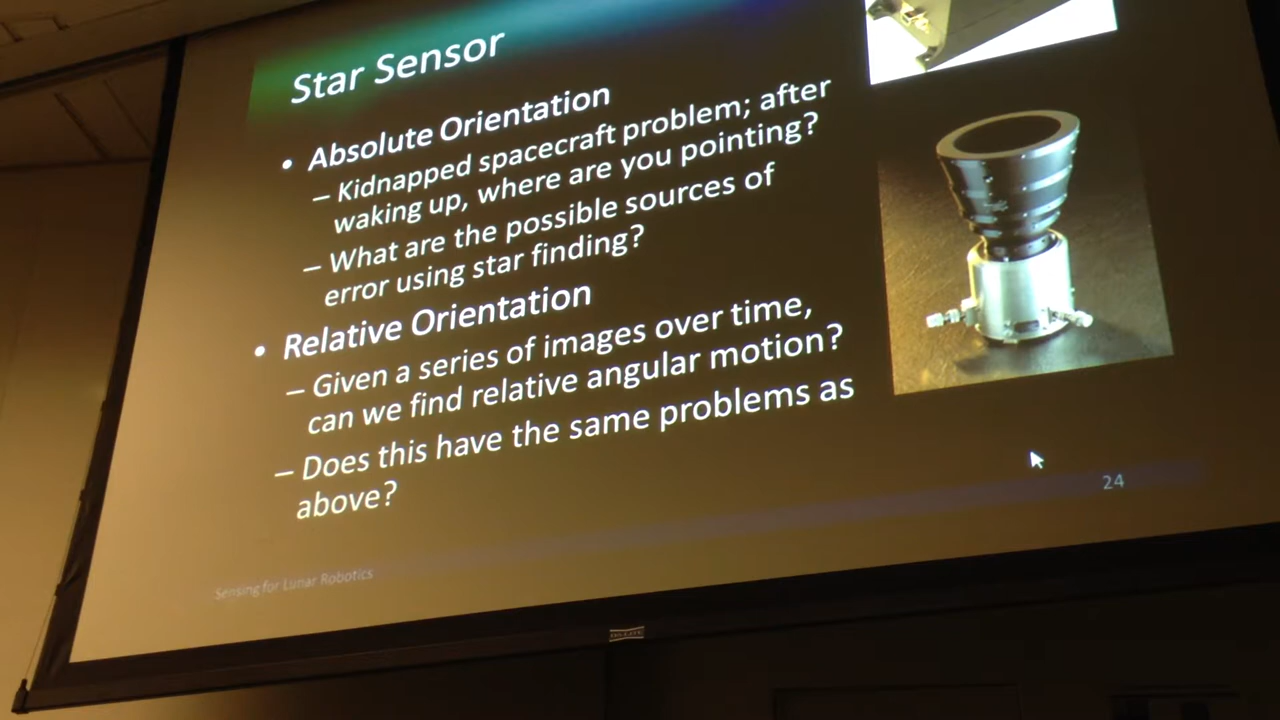 Star Sensor
• Absolute Orientation
– Kidnapped spacecraft problem; after
waking up, where are you pointing?
– What are the possible sources of
error using star finding?
• Relative Orientation
– Given a series of images over time,
can we find relative angular motion?
– Does this have the same problems as
above?
24
Sensing for Lunar Robotics